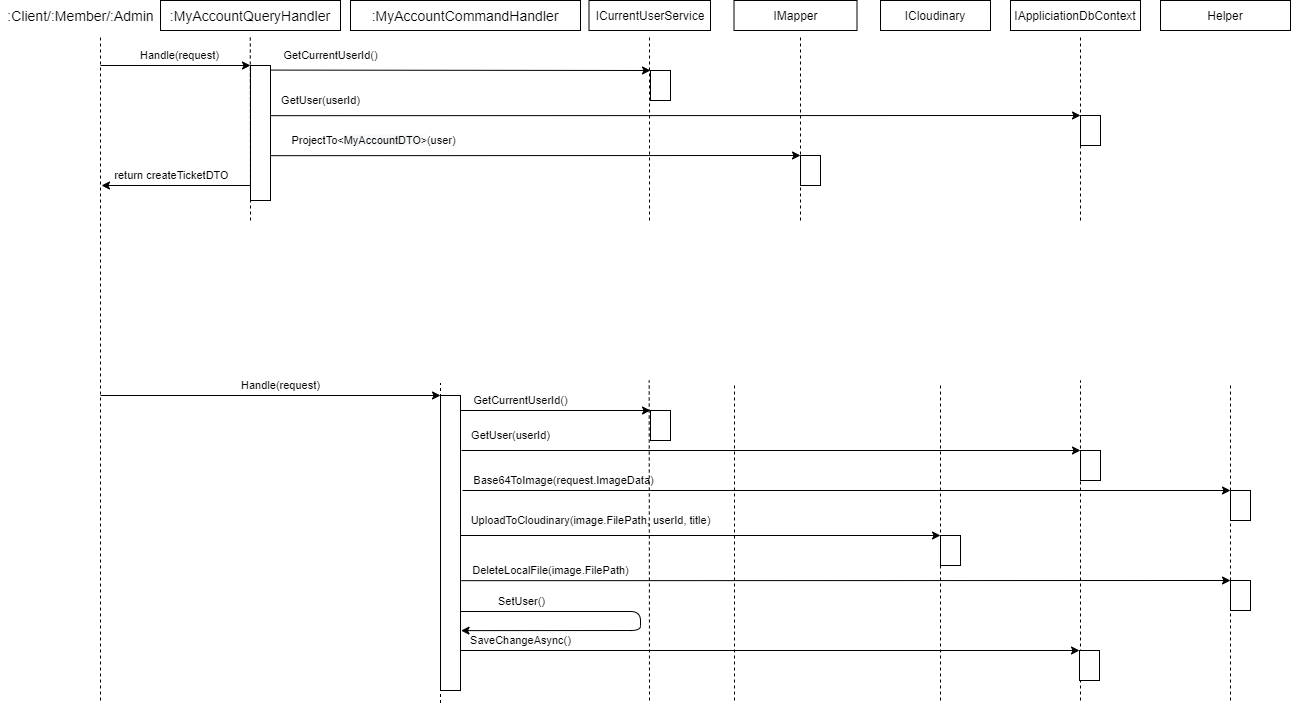 :Client/:Member/:Admin
:MyAccountQueryHandler
:MyAccountCommandHandler
ICurrentUserService
IMapper
ICloudinary
IAppliciationDbContext
Helper
Handle(request)
GetCurrentUserId()
GetUser(userId)
ProjectTo<MyAccountDTO>(user)
return createTicketDTO
Handle(request)
GetCurrentUserId()
GetUser(userId)
Base64ToImage(request.ImageData)
UploadToCloudinary(image.FilePath, userId, title)
DeleteLocalFile(image.FilePath)
SetUser()
SaveChangeAsync()